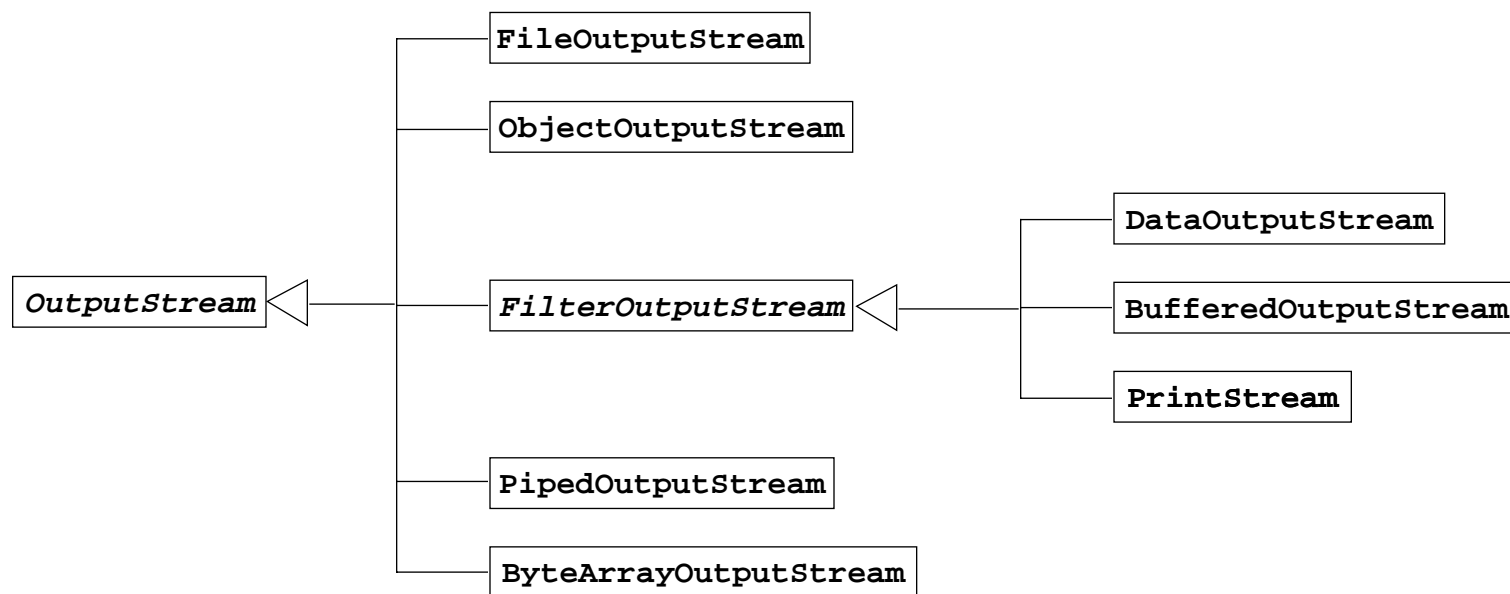 FileOutputStream
ObjectOutputStream
DataOutputStream
OutputStream
FilterOutputStream
BufferedOutputStream
PrintStream
PipedOutputStream
ByteArrayOutputStream